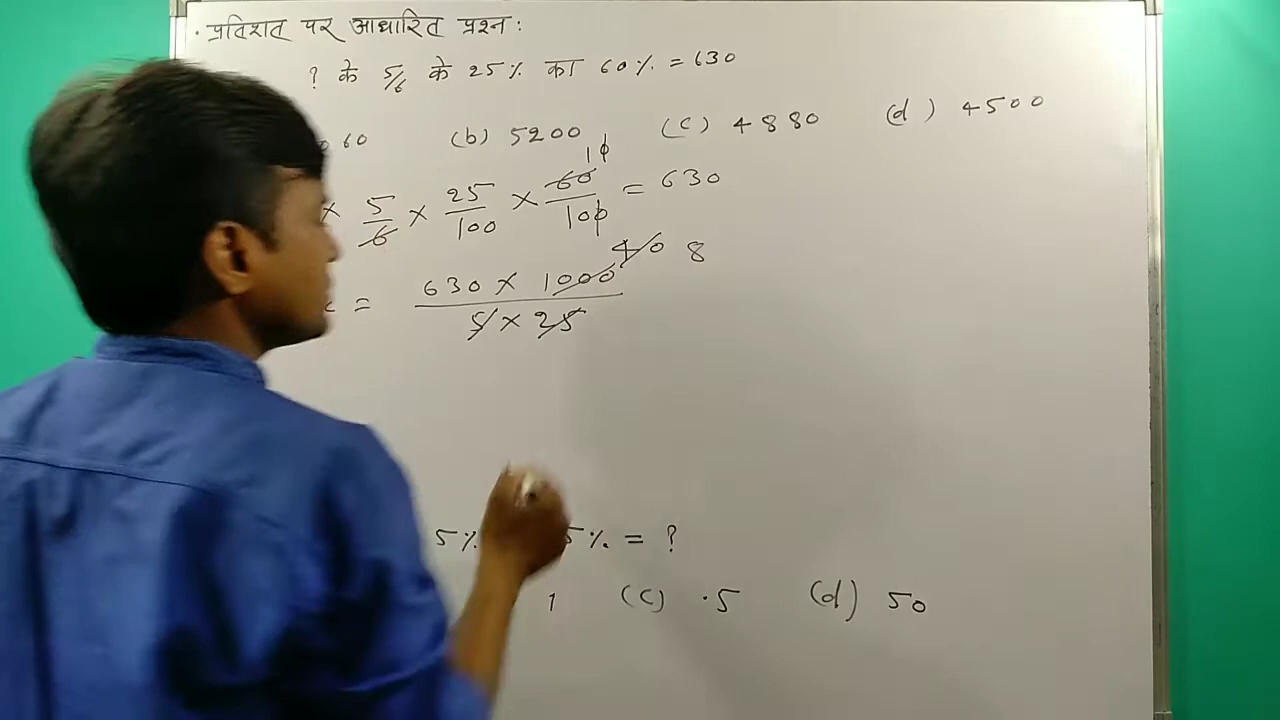 · प्रतिशत पर आधारित प्रश्न :
? के 5/6 के 25% का 60% = 630
60 (b) 5200 (c) 4880 (d) 4500
10
× 5/6 × 25/100 × 60/100 = 630
40 8
= 630 × 1000 / 5 × 25
5% 5% = ?
1 (c) .5 (d) 50